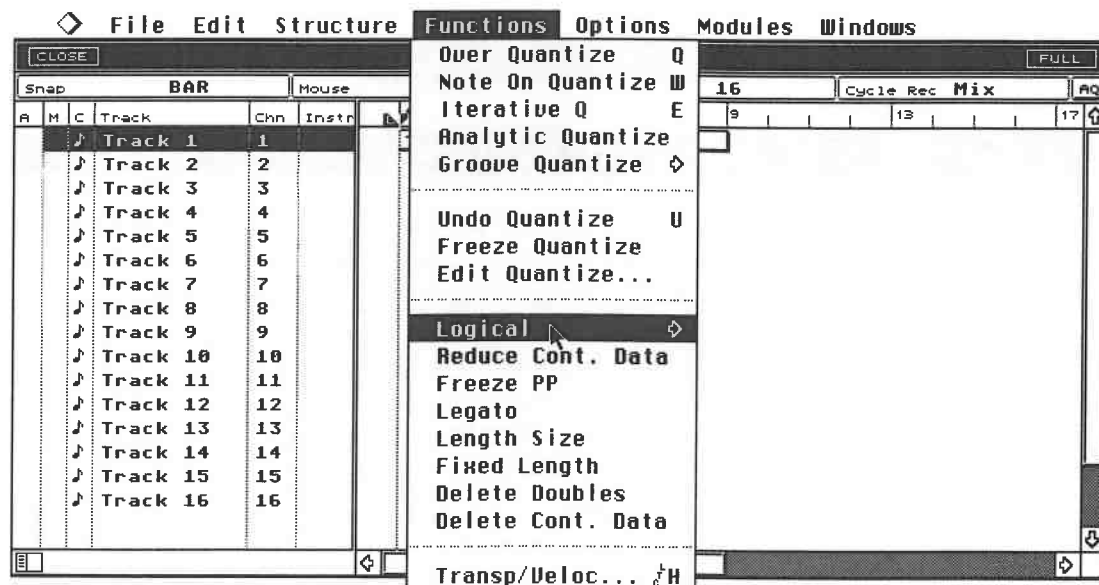 File Edit Structure Functions Options Modules Windows
CLOSE FULL
Snap BAR Mouse 16 Cycle Rec Mix AQ
A M C Track Chn Instr 9 13 17
Track 1 1
Track 2 2
Track 3 3
Track 4 4
Track 5 5
Track 6 6
Track 7 7
Track 8 8
Track 9 9
Track 10 10
Track 11 11
Track 12 12
Track 13 13
Track 14 14
Track 15 15
Track 16 16
Over Quantize Q
Note On Quantize W
Iterative Q E
Analytic Quantize
Groove Quantize
Undo Quantize U
Freeze Quantize
Edit Quantize...
Logical
Reduce Cont. Data
Freeze PP
Legato
Length Size
Fixed Length
Delete Doubles
Delete Cont. Data
Transp/Veloc... H